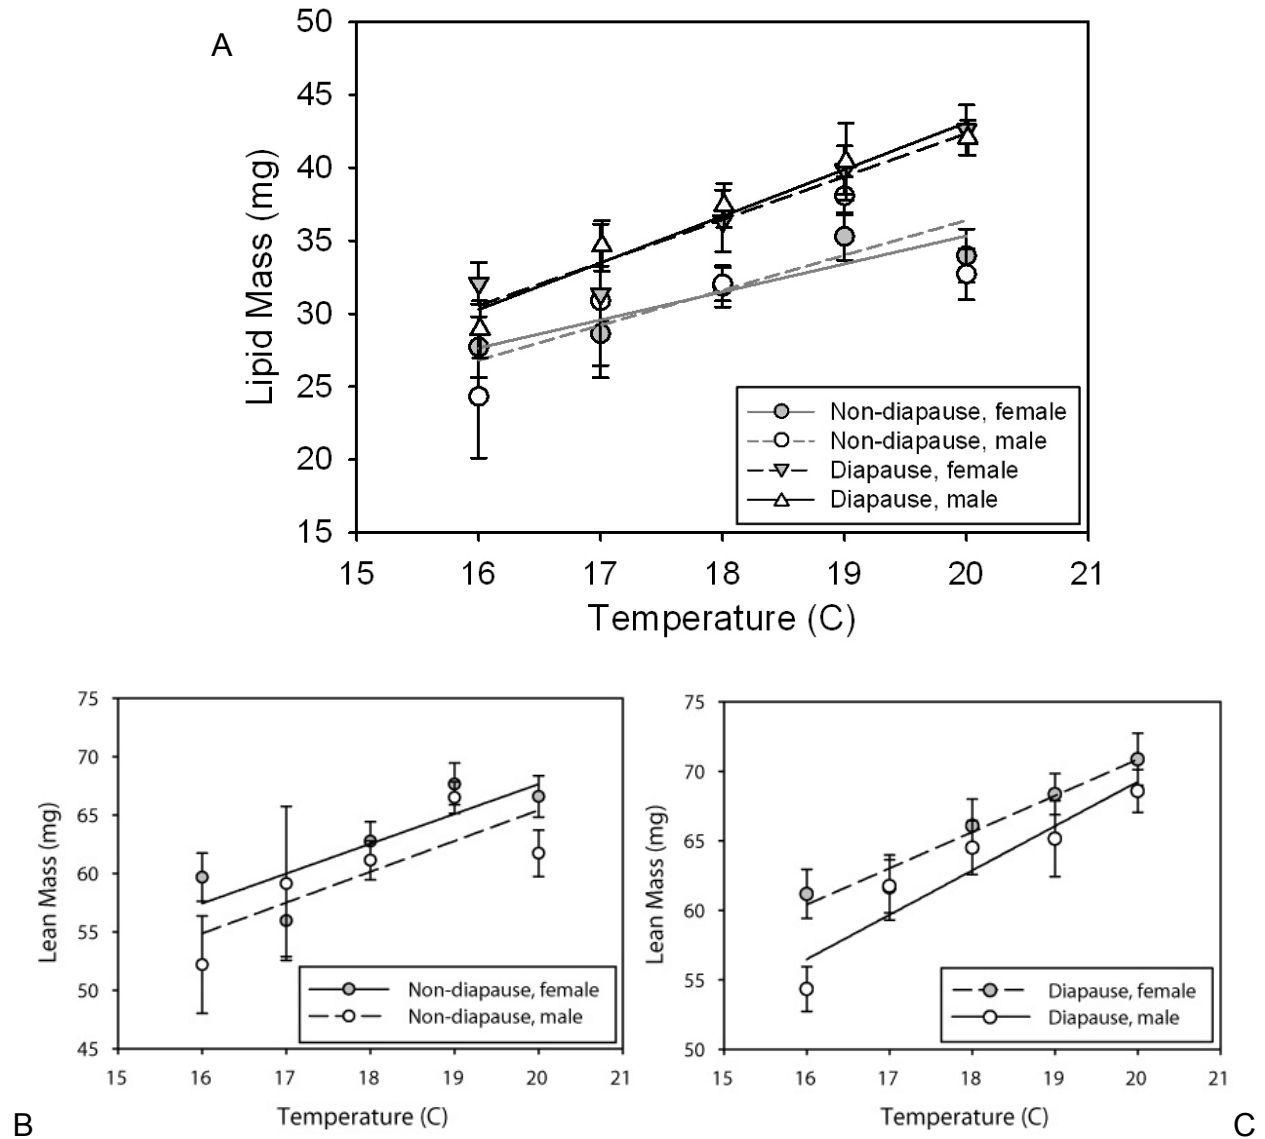 A
50
45
40
35
30
25
20
15
Lipid Mass (mg)
Non-diapause, female
Non-diapause, male
Diapause, female
Diapause, male
15 16 17 18 19 20 21
Temperature (C)
75
70
65
60
55
50
45
Lean Mass (mg)
Non-diapause, female
Non-diapause, male
15 16 17 18 19 20 21
Temperature (C)
B
75
70
65
60
55
50
Lean Mass (mg)
Diapause, female
Diapause, male
15 16 17 18 19 20 21
Temperature (C)
C